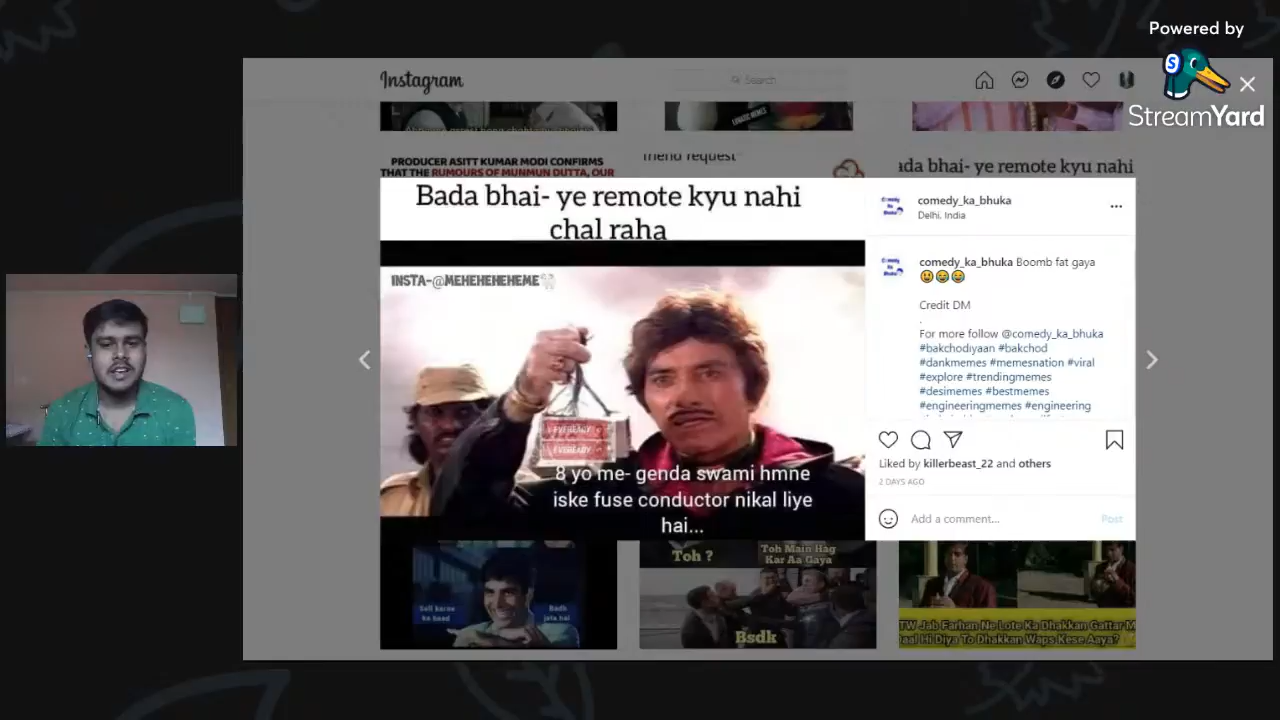 Powered by
StreamYard
Instagram
Search
PRODUCER ASITT KUMAR MODI CONFIRMS
THAT THE RUMOURS OF MUNMUN DUTTA, OUR
friend request"
ada bhai- ye remote kyu nahi
Bada bhai- ye remote kyu nahi
chal raha
INSTA-@MEHEHEHEHEME
EVEREADY
EVEREADY
8 yo me- genda swami hmne
iske fuse conductor nikal liye
hai...
comedy_ka_bhuka
Delhi, India
comedy_ka_bhuka Boomb fat gaya
Credit DM
.
For more follow @comedy_ka_bhuka
#bakchodiyaan #bakchod
#dankmemes #memesnation #viral
#explore #trendingmemes
#desimemes #bestmemes
#engineeringmemes #engineering
Liked by killerbeast_22 and others
2 DAYS AGO
Add a comment...
Post
Self karne
ke baad
Badh
jata hai
Toh ?
Toh Main Hag
Kar Aa Gaya
Bsdk
TW Jab Farhan Ne Lote Ka Dhakkan Gattar M
aal Hi Diya To Dhakkan Waps Kese Aaya?